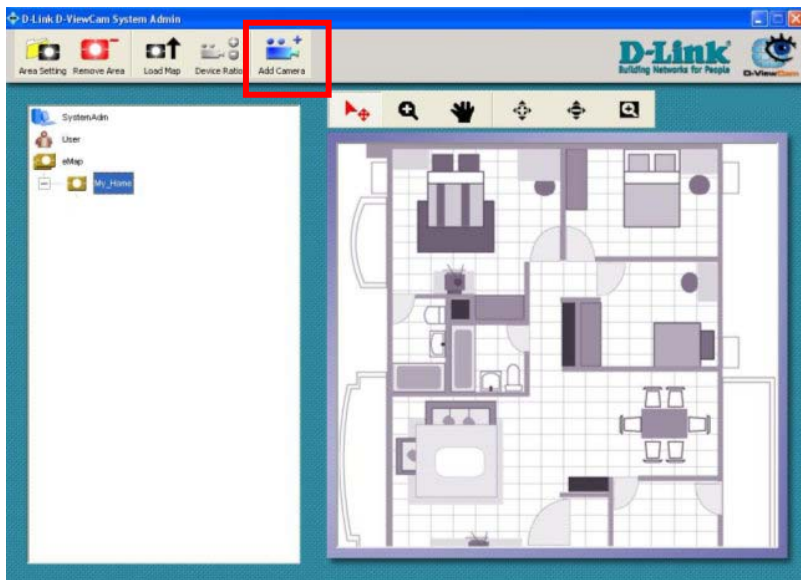 D-Link D-ViewCam System Admin
Area Setting Remove Area Load Map Device Ratio Add Camera
D-Link
Building Networks for People
D-ViewCam
SystemAdm
User
eMap
My_Home